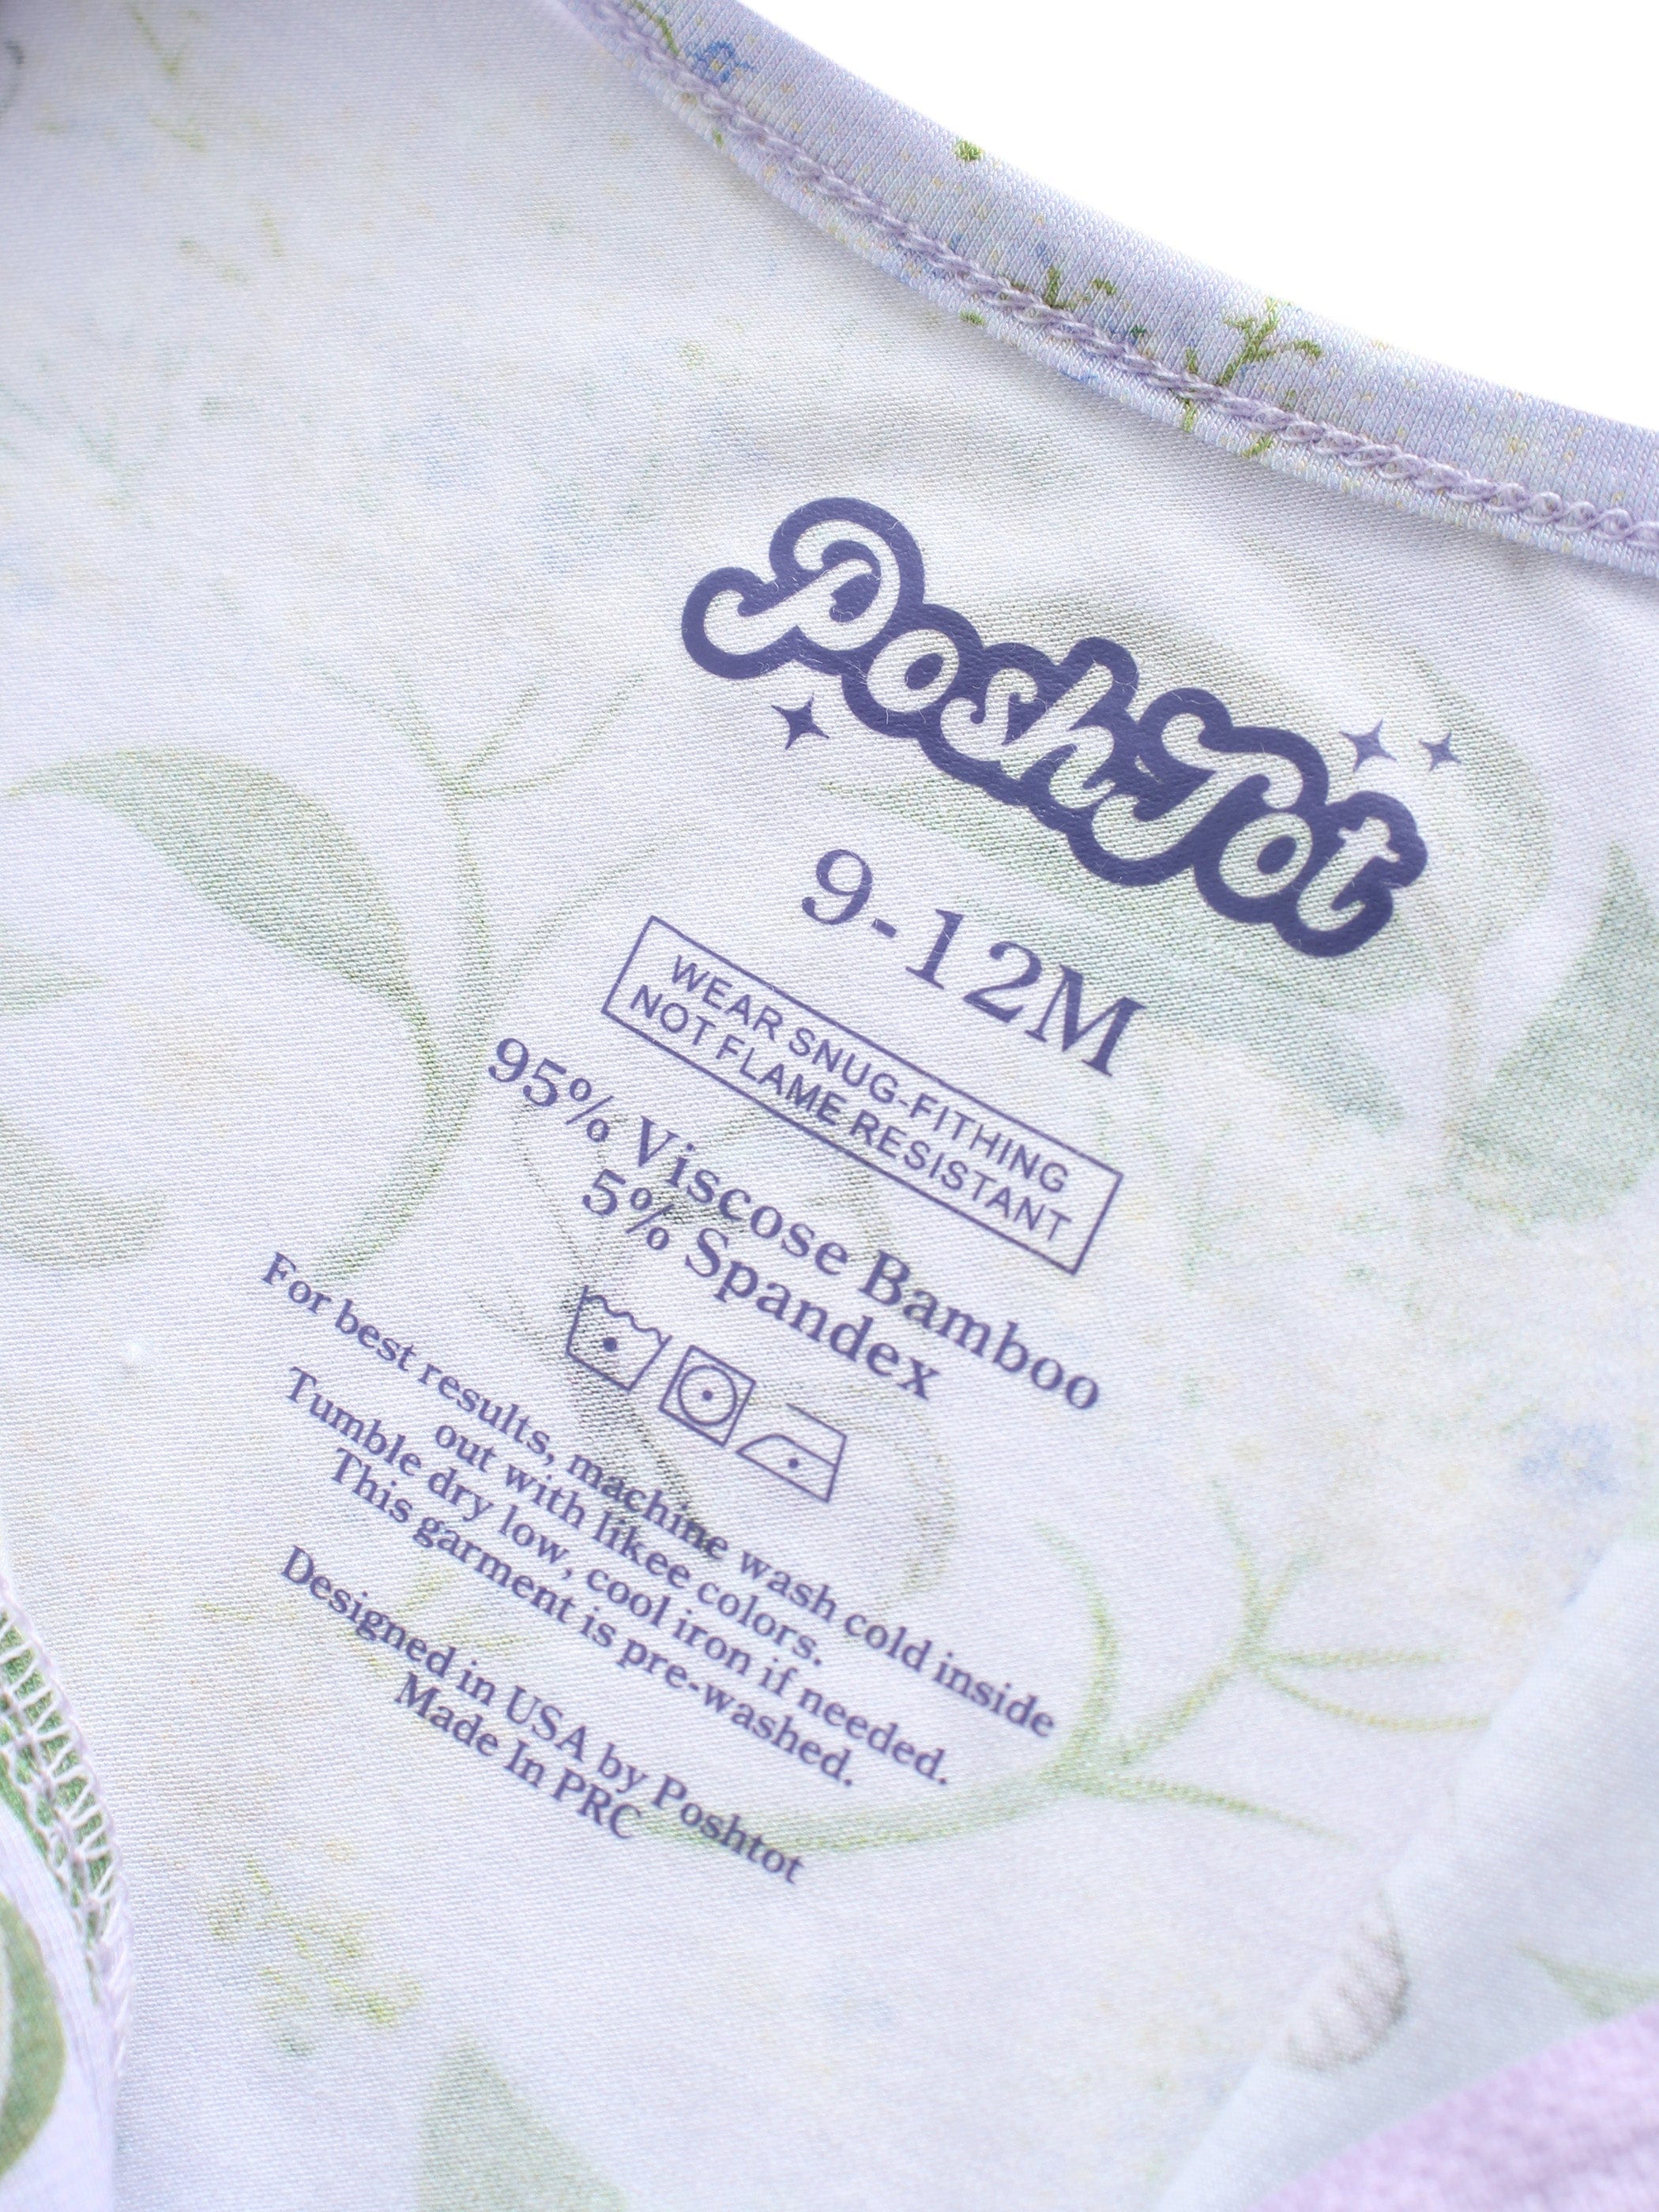 PoshTot
9-12M
WEAR SNUG-FITHING
NOT FLAME RESISTANT
95% Viscose Bamboo
5% Spandex
For best results, machine wash cold inside
out with likee colors.
Tumble dry low, cool iron if needed.
This garment is pre-washed.
Designed in USA by Poshtot
Made In PRC